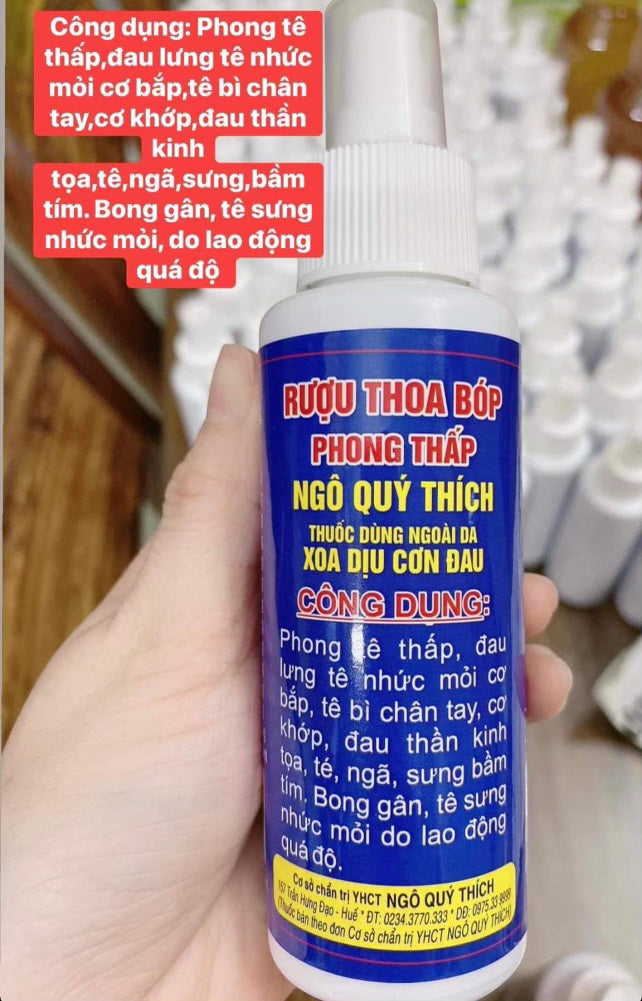 Công dụng: Phong tê
thấp,đau lưng tê nhức
mỏi cơ bắp,tê bì chân
tay,cơ khớp,đau thần
kinh
tọa,tê,ngã,sưng,bầm
tím. Bong gân, tê sưng
nhức mỏi, do lao động
quá độ
RƯỢU THOA BÓP
PHONG THẤP
NGÔ QUÝ THÍCH
THUỐC DÙNG NGOÀI DA
XOA DỊU CƠN ĐAU
CÔNG DỤNG:
Phong tê thấp, đau
lưng tê nhức mỏi cơ
bắp, tê bì chân tay, cơ
khớp, đau thần kinh
tọa, té, ngã, sưng bầm
tím. Bong gân, tê sưng
nhức mỏi do lao động
quá độ.
Cơ sở chẩn trị YHCT NGÔ QUÝ THÍCH
157 Trần Hưng Đạo - Huế * ĐT: 0234.3770.333 * DĐ: 0975.33.9899
(Thuốc bán theo đơn Cơ sở chẩn trị YHCT NGÔ QUÝ THÍCH)